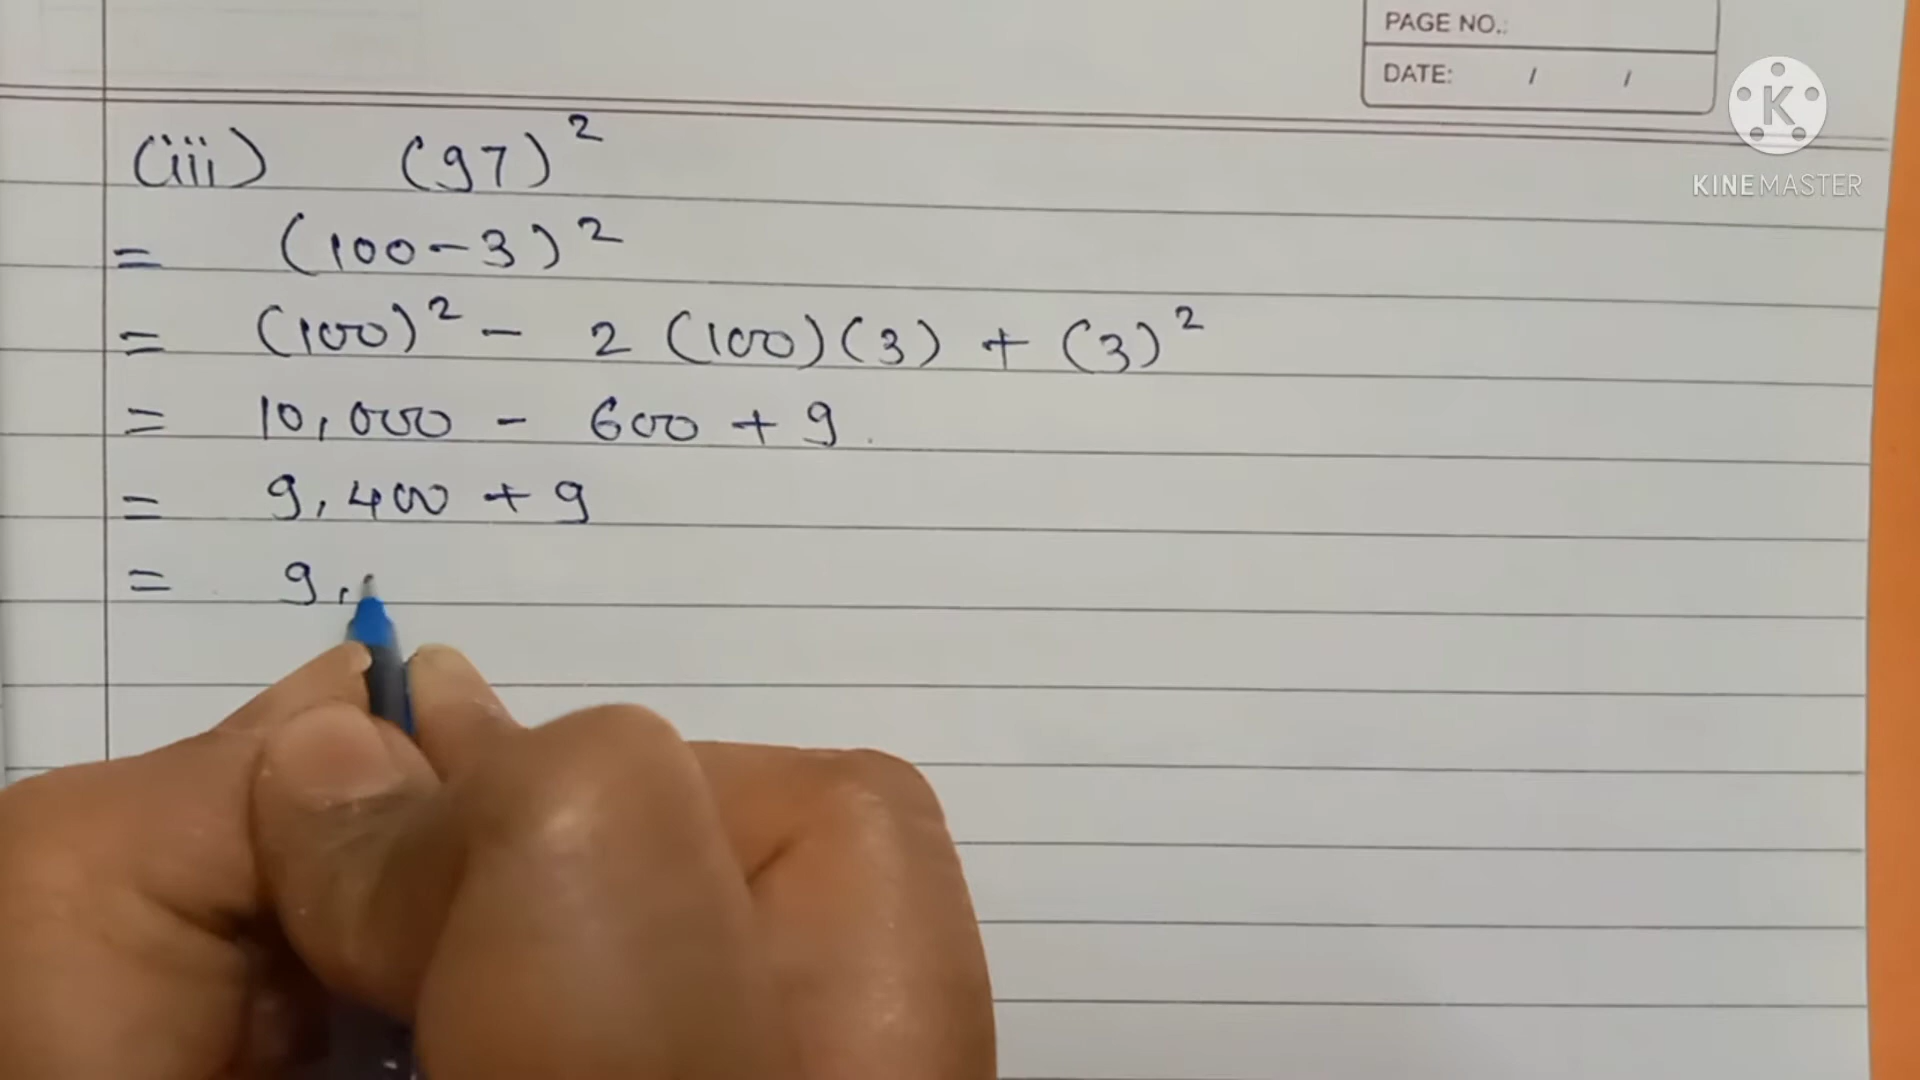 PAGE NO.:
DATE: / /
K
KINEMASTER
(iii) (97)²
= (100-3)²
= (100)² - 2 (100)(3) + (3)²
= 10,000 - 600 + 9
= 9,400 + 9
= 9,